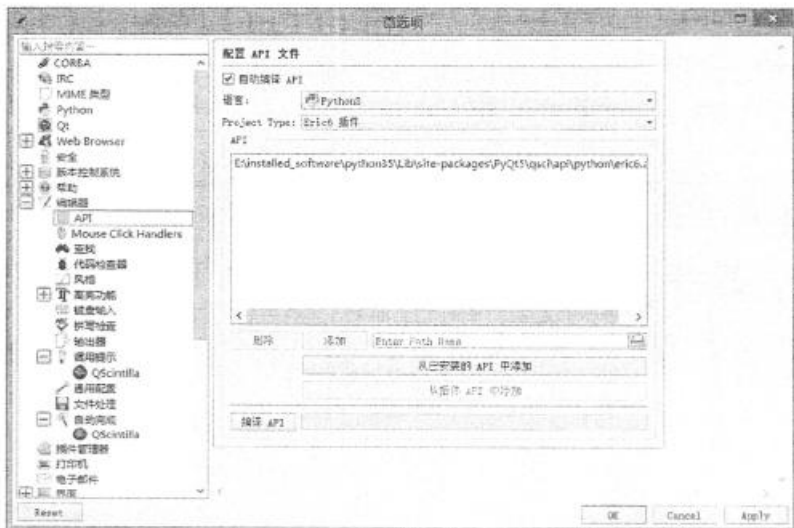 首选项
输入搜索内容...
CORBA
IRC
MIME 类型
Python
Qt
Web Browser
安全
版本控制系统
帮助
编辑器
API
Mouse Click Handlers
查找
代码检查器
风格
高亮功能
键盘输入
拼写检查
输出器
调用提示
QScintilla
通用配置
文件处理
自动完成
QScintilla
插件管理器
打印机
电子邮件
界面
配置 API 文件
自动编译 API
语言:
Python3
Project Type:
Eric6 插件
API
E:\installed_software\python35\Lib\site-packages\PyQt5\qsci\api\python\eric6.a
删除
添加
Enter Path Name
从已安装的 API 中添加
从插件 API 中添加
编译 API
Reset
OK
Cancel
Apply